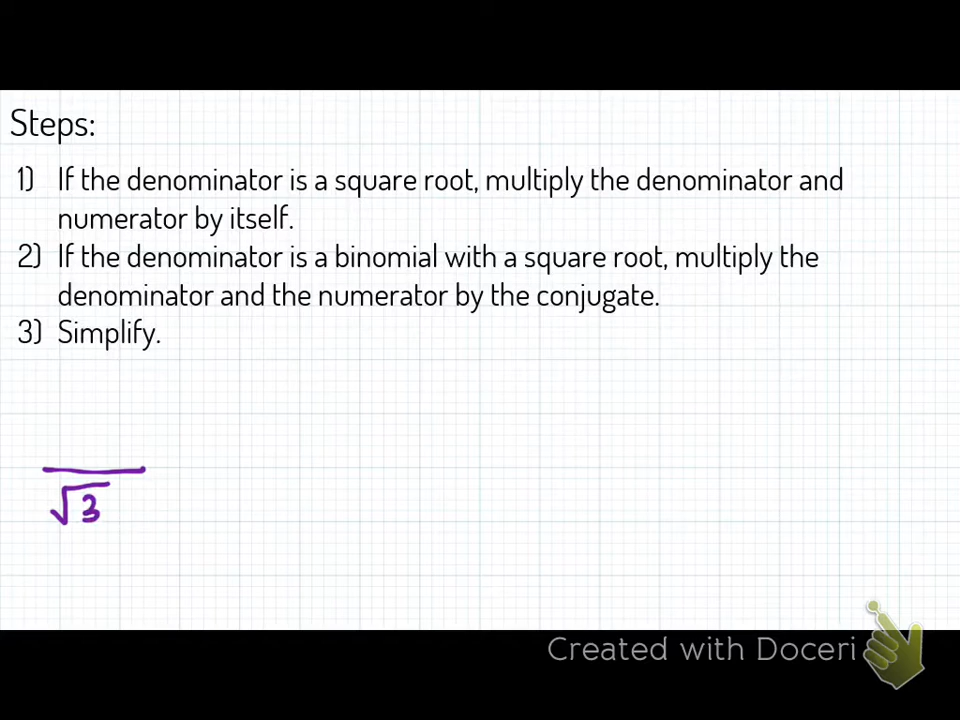 Steps:
1) If the denominator is a square root, multiply the denominator and
numerator by itself.
2) If the denominator is a binomial with a square root, multiply the
denominator and the numerator by the conjugate.
3) Simplify.
√3
Created with Doceri